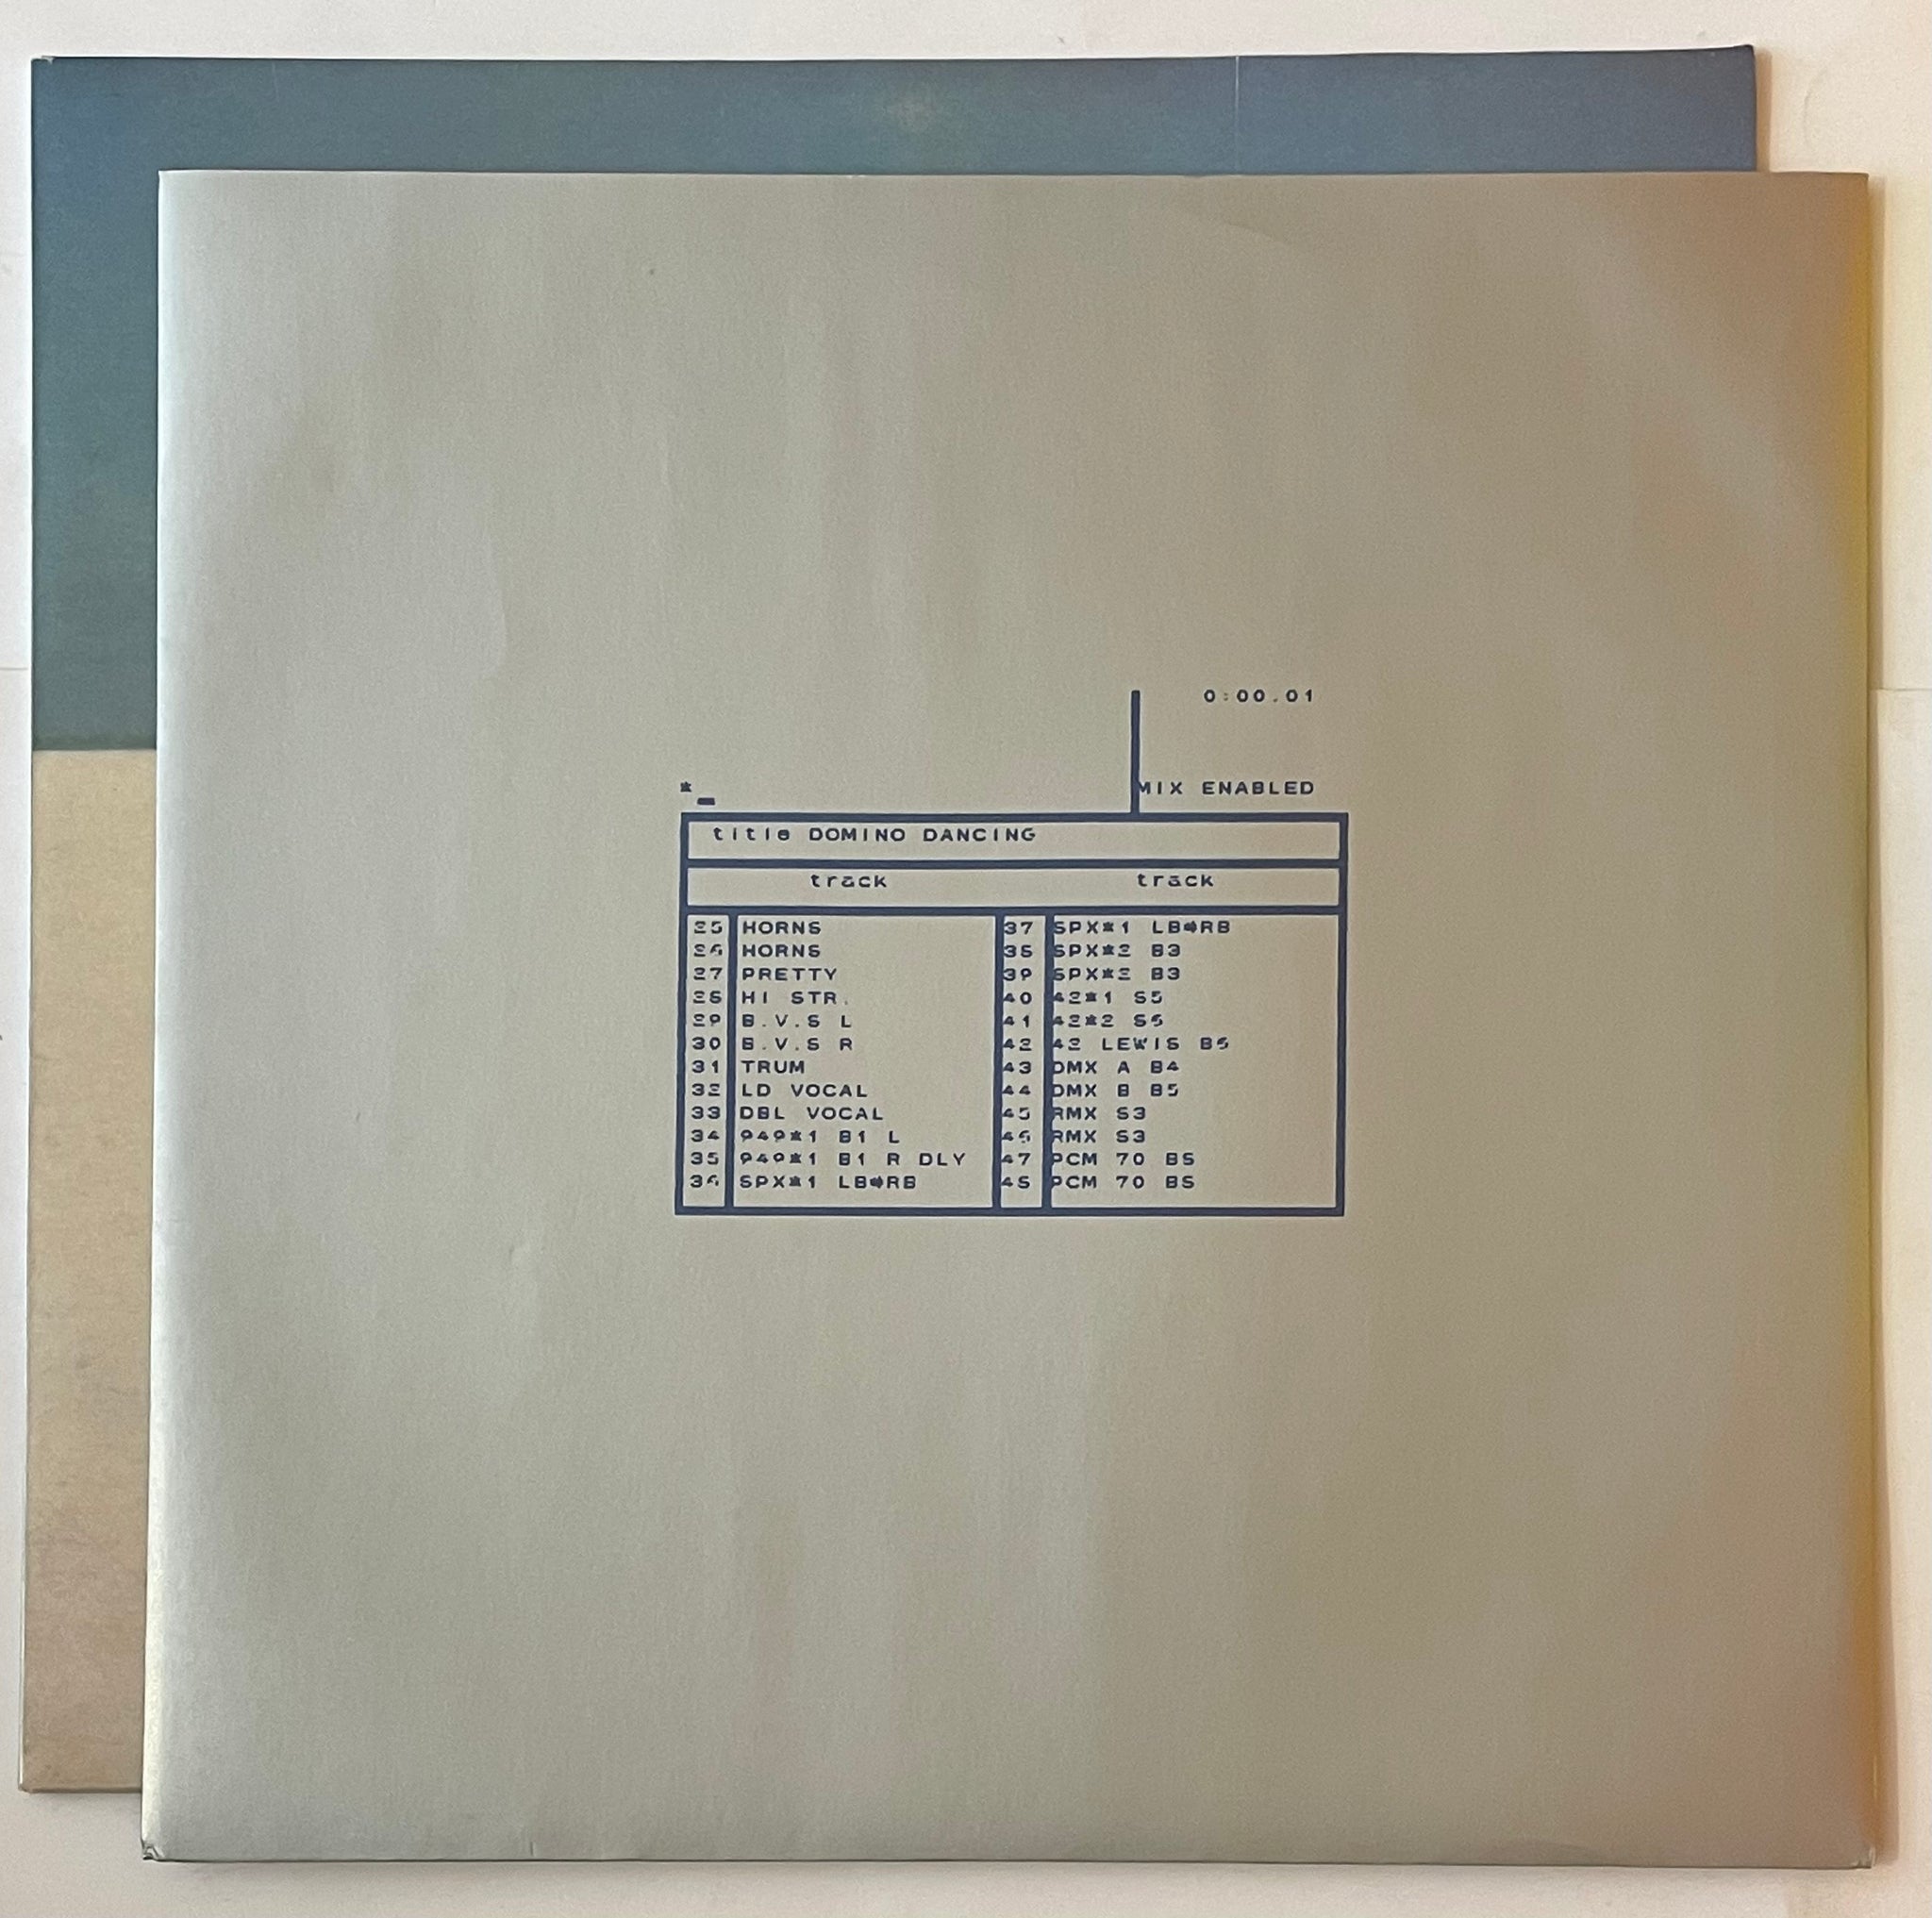 0:00.01
*_ MIX ENABLED
title DOMINO DANCING
track track
25 HORNS 37 SPX*1 LB#RB
26 HORNS 38 SPX*2 B3
27 PRETTY 39 SPX*2 B3
28 HI STR. 40 42*1 S5
29 B.V.S L 41 42*2 S6
30 B.V.S R 42 42 LEWIS B6
31 TRUM 43 DMX A B4
32 LD VOCAL 44 DMX B B5
33 DBL VOCAL 45 RMX S3
34 949*1 B1 L 46 RMX S3
35 949*1 B1 R DLY 47 PCM 70 BS
36 SPX*1 LB#RB 48 PCM 70 BS